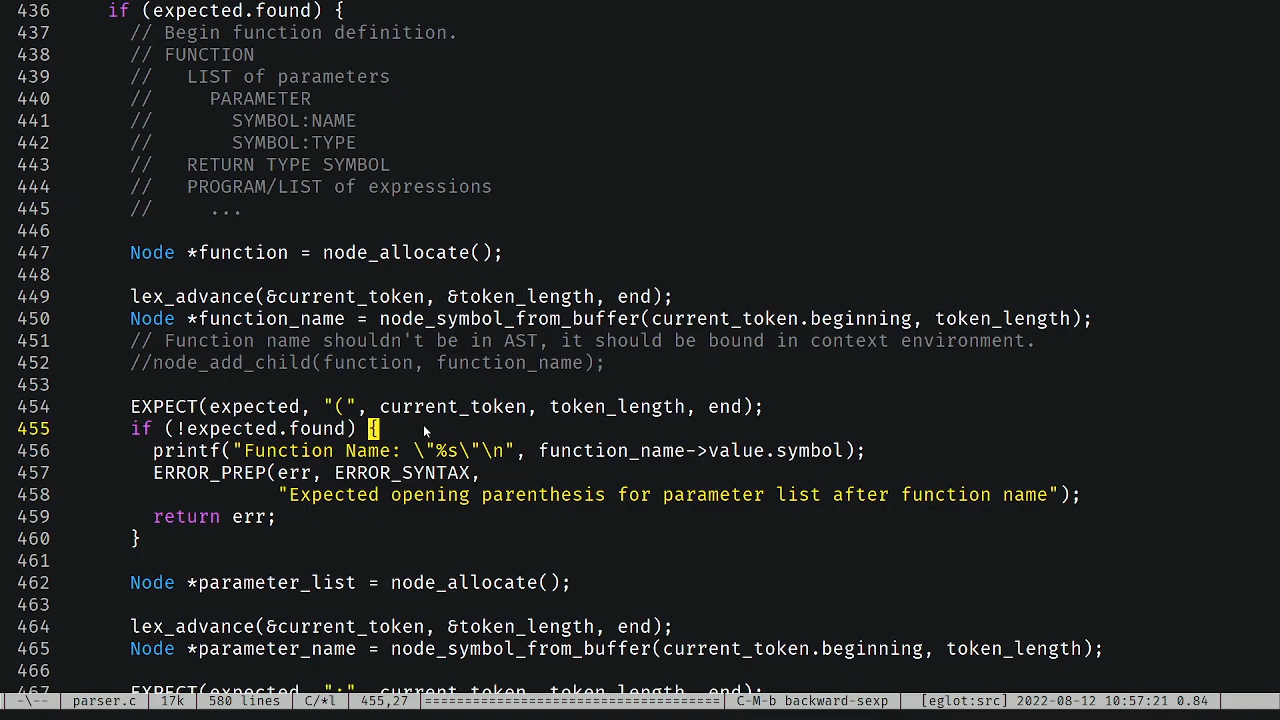 436 if (expected.found) {
437 // Begin function definition.
438 // FUNCTION
439 //   LIST of parameters
440 //     PARAMETER
441 //       SYMBOL:NAME
442 //       SYMBOL:TYPE
443 //   RETURN TYPE SYMBOL
444 //   PROGRAM/LIST of expressions
445 //     ...
446
447 Node *function = node_allocate();
448
449 lex_advance(&current_token, &token_length, end);
450 Node *function_name = node_symbol_from_buffer(current_token.beginning, token_length);
451 // Function name shouldn't be in AST, it should be bound in context environment.
452 //node_add_child(function, function_name);
453
454 EXPECT(expected, "(", current_token, token_length, end);
455 if (!expected.found) {
456 printf("Function Name: \"%s\"\n", function_name->value.symbol);
457 ERROR_PREP(err, ERROR_SYNTAX,
458 "Expected opening parenthesis for parameter list after function name");
459 return err;
460 }
461
462 Node *parameter_list = node_allocate();
463
464 lex_advance(&current_token, &token_length, end);
465 Node *parameter_name = node_symbol_from_buffer(current_token.beginning, token_length);
466
467 EXPECT(expected, ":", current_token, token_length, end);
-\-- parser.c 17k 580 lines C/*l 455,27 =================================== C-M-b backward-sexp [eglot:src] 2022-08-12 10:57:21 0.84